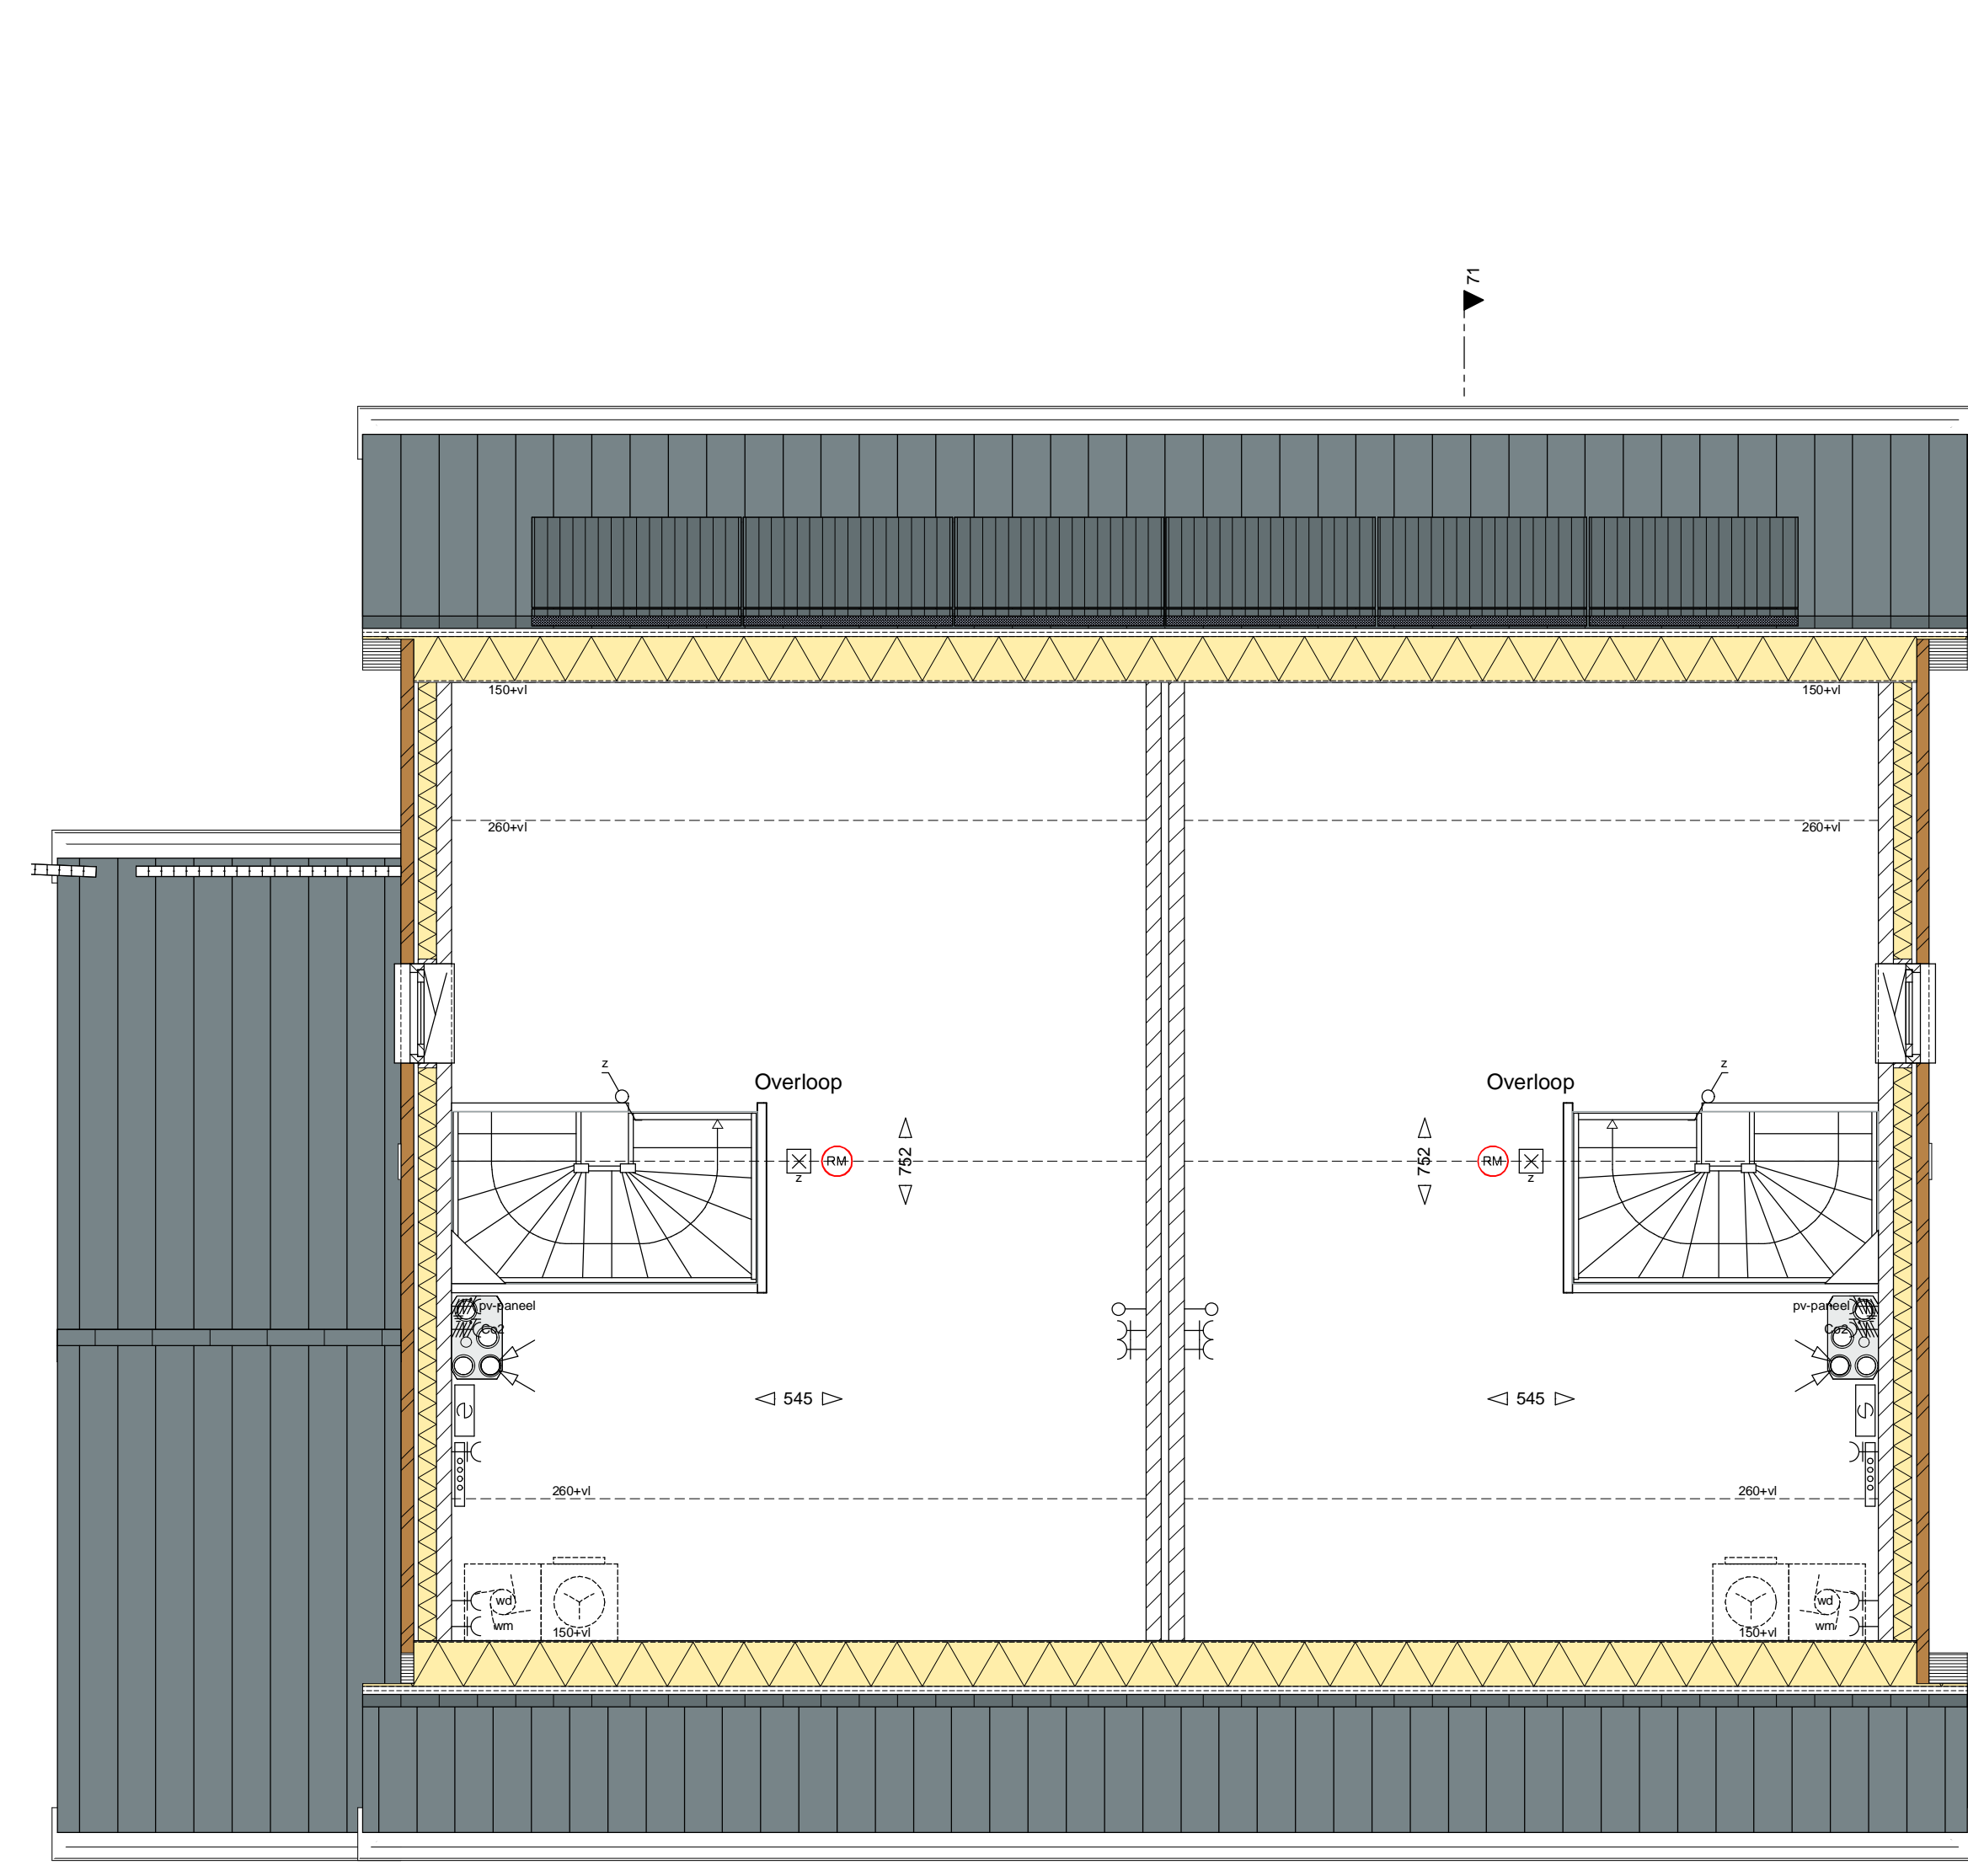 71
150+vl 150+vl
260+vl 260+vl
z z
Overloop Overloop
RM 752 752 RM
z z
pv-paneel pv-paneel
Co2 Co2
545 545
e e
260+vl 260+vl
wd wd
wm wm
150+vl 150+vl